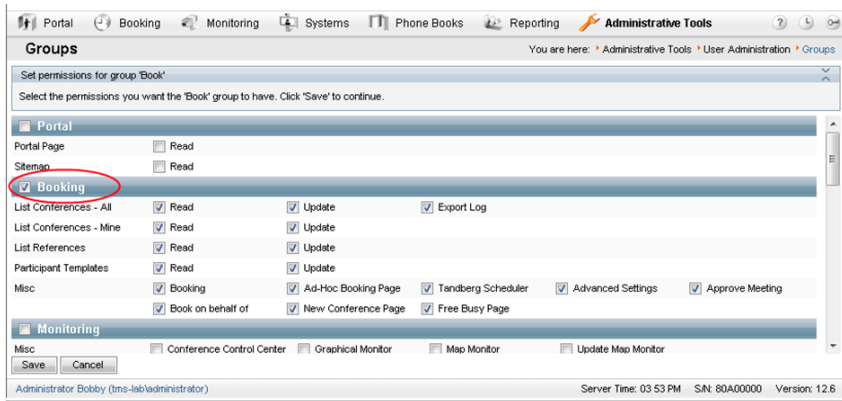 Portal Booking Monitoring Systems Phone Books Reporting Administrative Tools ?
Groups You are here: Administrative Tools User Administration Groups
Set permissions for group 'Book'
Select the permissions you want the 'Book' group to have. Click 'Save' to continue.
Portal
Portal Page Read
Sitemap Read
Booking
List Conferences - All Read Update Export Log
List Conferences - Mine Read Update
List References Read Update
Participant Templates Read Update
Misc Booking Ad-Hoc Booking Page Tandberg Scheduler Advanced Settings Approve Meeting
Book on behalf of New Conference Page Free Busy Page
Monitoring
Misc Conference Control Center Graphical Monitor Map Monitor Update Map Monitor
Save Cancel
Administrator Bobby (tms-lab\administrator) Server Time: 03 53 PM S/N: 80A00000 Version: 12.6